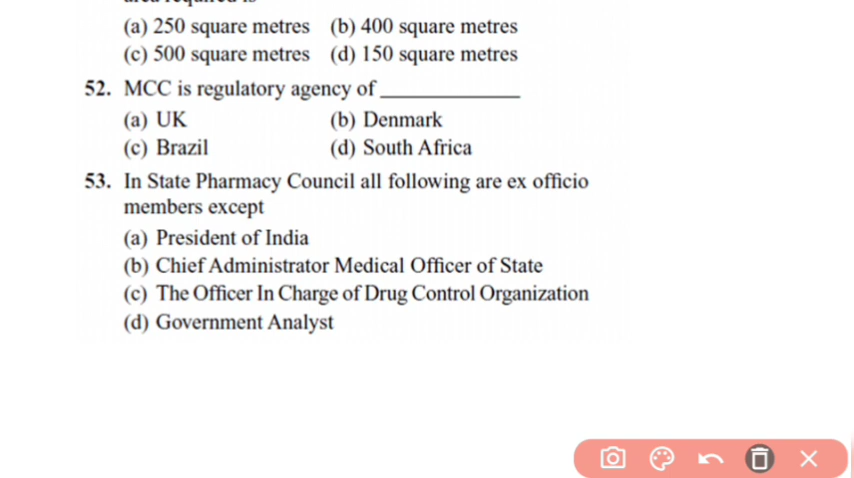 (a) 250 square metres (b) 400 square metres
(c) 500 square metres (d) 150 square metres
52. MCC is regulatory agency of ____________
(a) UK (b) Denmark
(c) Brazil (d) South Africa
53. In State Pharmacy Council all following are ex officio
members except
(a) President of India
(b) Chief Administrator Medical Officer of State
(c) The Officer In Charge of Drug Control Organization
(d) Government Analyst